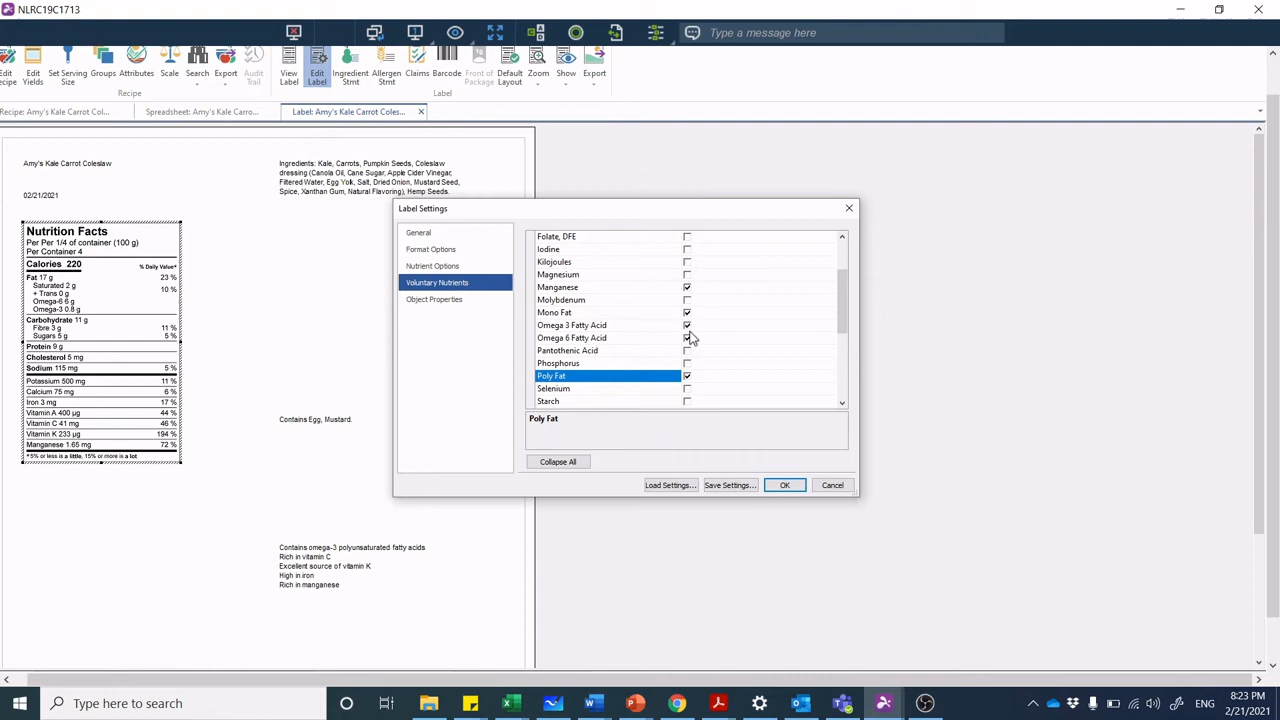 NLRC19C1713
Type a message here
Edit Recipe
Edit Yields
Set Serving Size
Groups
Attributes
Scale
Search
Export
Audit Trail
View Label
Edit Label
Ingredient Stmt
Allergen Stmt
Claims
Barcode
Front of Package
Default Layout
Zoom
Show
Export
Recipe
Label
Recipe: Amy's Kale Carrot Col...
Spreadsheet: Amy's Kale Carro...
Label: Amy's Kale Carrot Coles...
Amy's Kale Carrot Coleslaw
02/21/2021
Ingredients: Kale, Carrots, Pumpkin Seeds, Coleslaw
dressing (Canola Oil, Cane Sugar, Apple Cider Vinegar,
Filtered Water, Egg Yolk, Salt, Dried Onion, Mustard Seed,
Spice, Xanthan Gum, Natural Flavoring), Hemp Seeds.
Nutrition Facts
Per Per 1/4 of container (100 g)
Per Container 4
Calories 220 % Daily Value*
Fat 17 g 23 %
Saturated 2 g 10 %
+ Trans 0 g
Omega-6 6 g
Omega-3 0.8 g
Carbohydrate 11 g
Fibre 3 g 11 %
Sugars 5 g 5 %
Protein 9 g
Cholesterol 5 mg
Sodium 115 mg 5 %
Potassium 500 mg 11 %
Calcium 75 mg 6 %
Iron 3 mg 17 %
Vitamin A 400 µg 44 %
Vitamin C 41 mg 46 %
Vitamin K 233 µg 194 %
Manganese 1.65 mg 72 %
*5% or less is a little, 15% or more is a lot
Contains Egg, Mustard.
Contains omega-3 polyunsaturated fatty acids
Rich in vitamin C
Excellent source of vitamin K
High in iron
Rich in manganese
Label Settings
General
Format Options
Nutrient Options
Voluntary Nutrients
Object Properties
Folate, DFE
Iodine
Kilojoules
Magnesium
Manganese
Molybdenum
Mono Fat
Omega 3 Fatty Acid
Omega 6 Fatty Acid
Pantothenic Acid
Phosphorus
Poly Fat
Selenium
Starch
Poly Fat
Collapse All
Load Settings...
Save Settings...
OK
Cancel
Type here to search
ENG
8:23 PM
2/21/2021